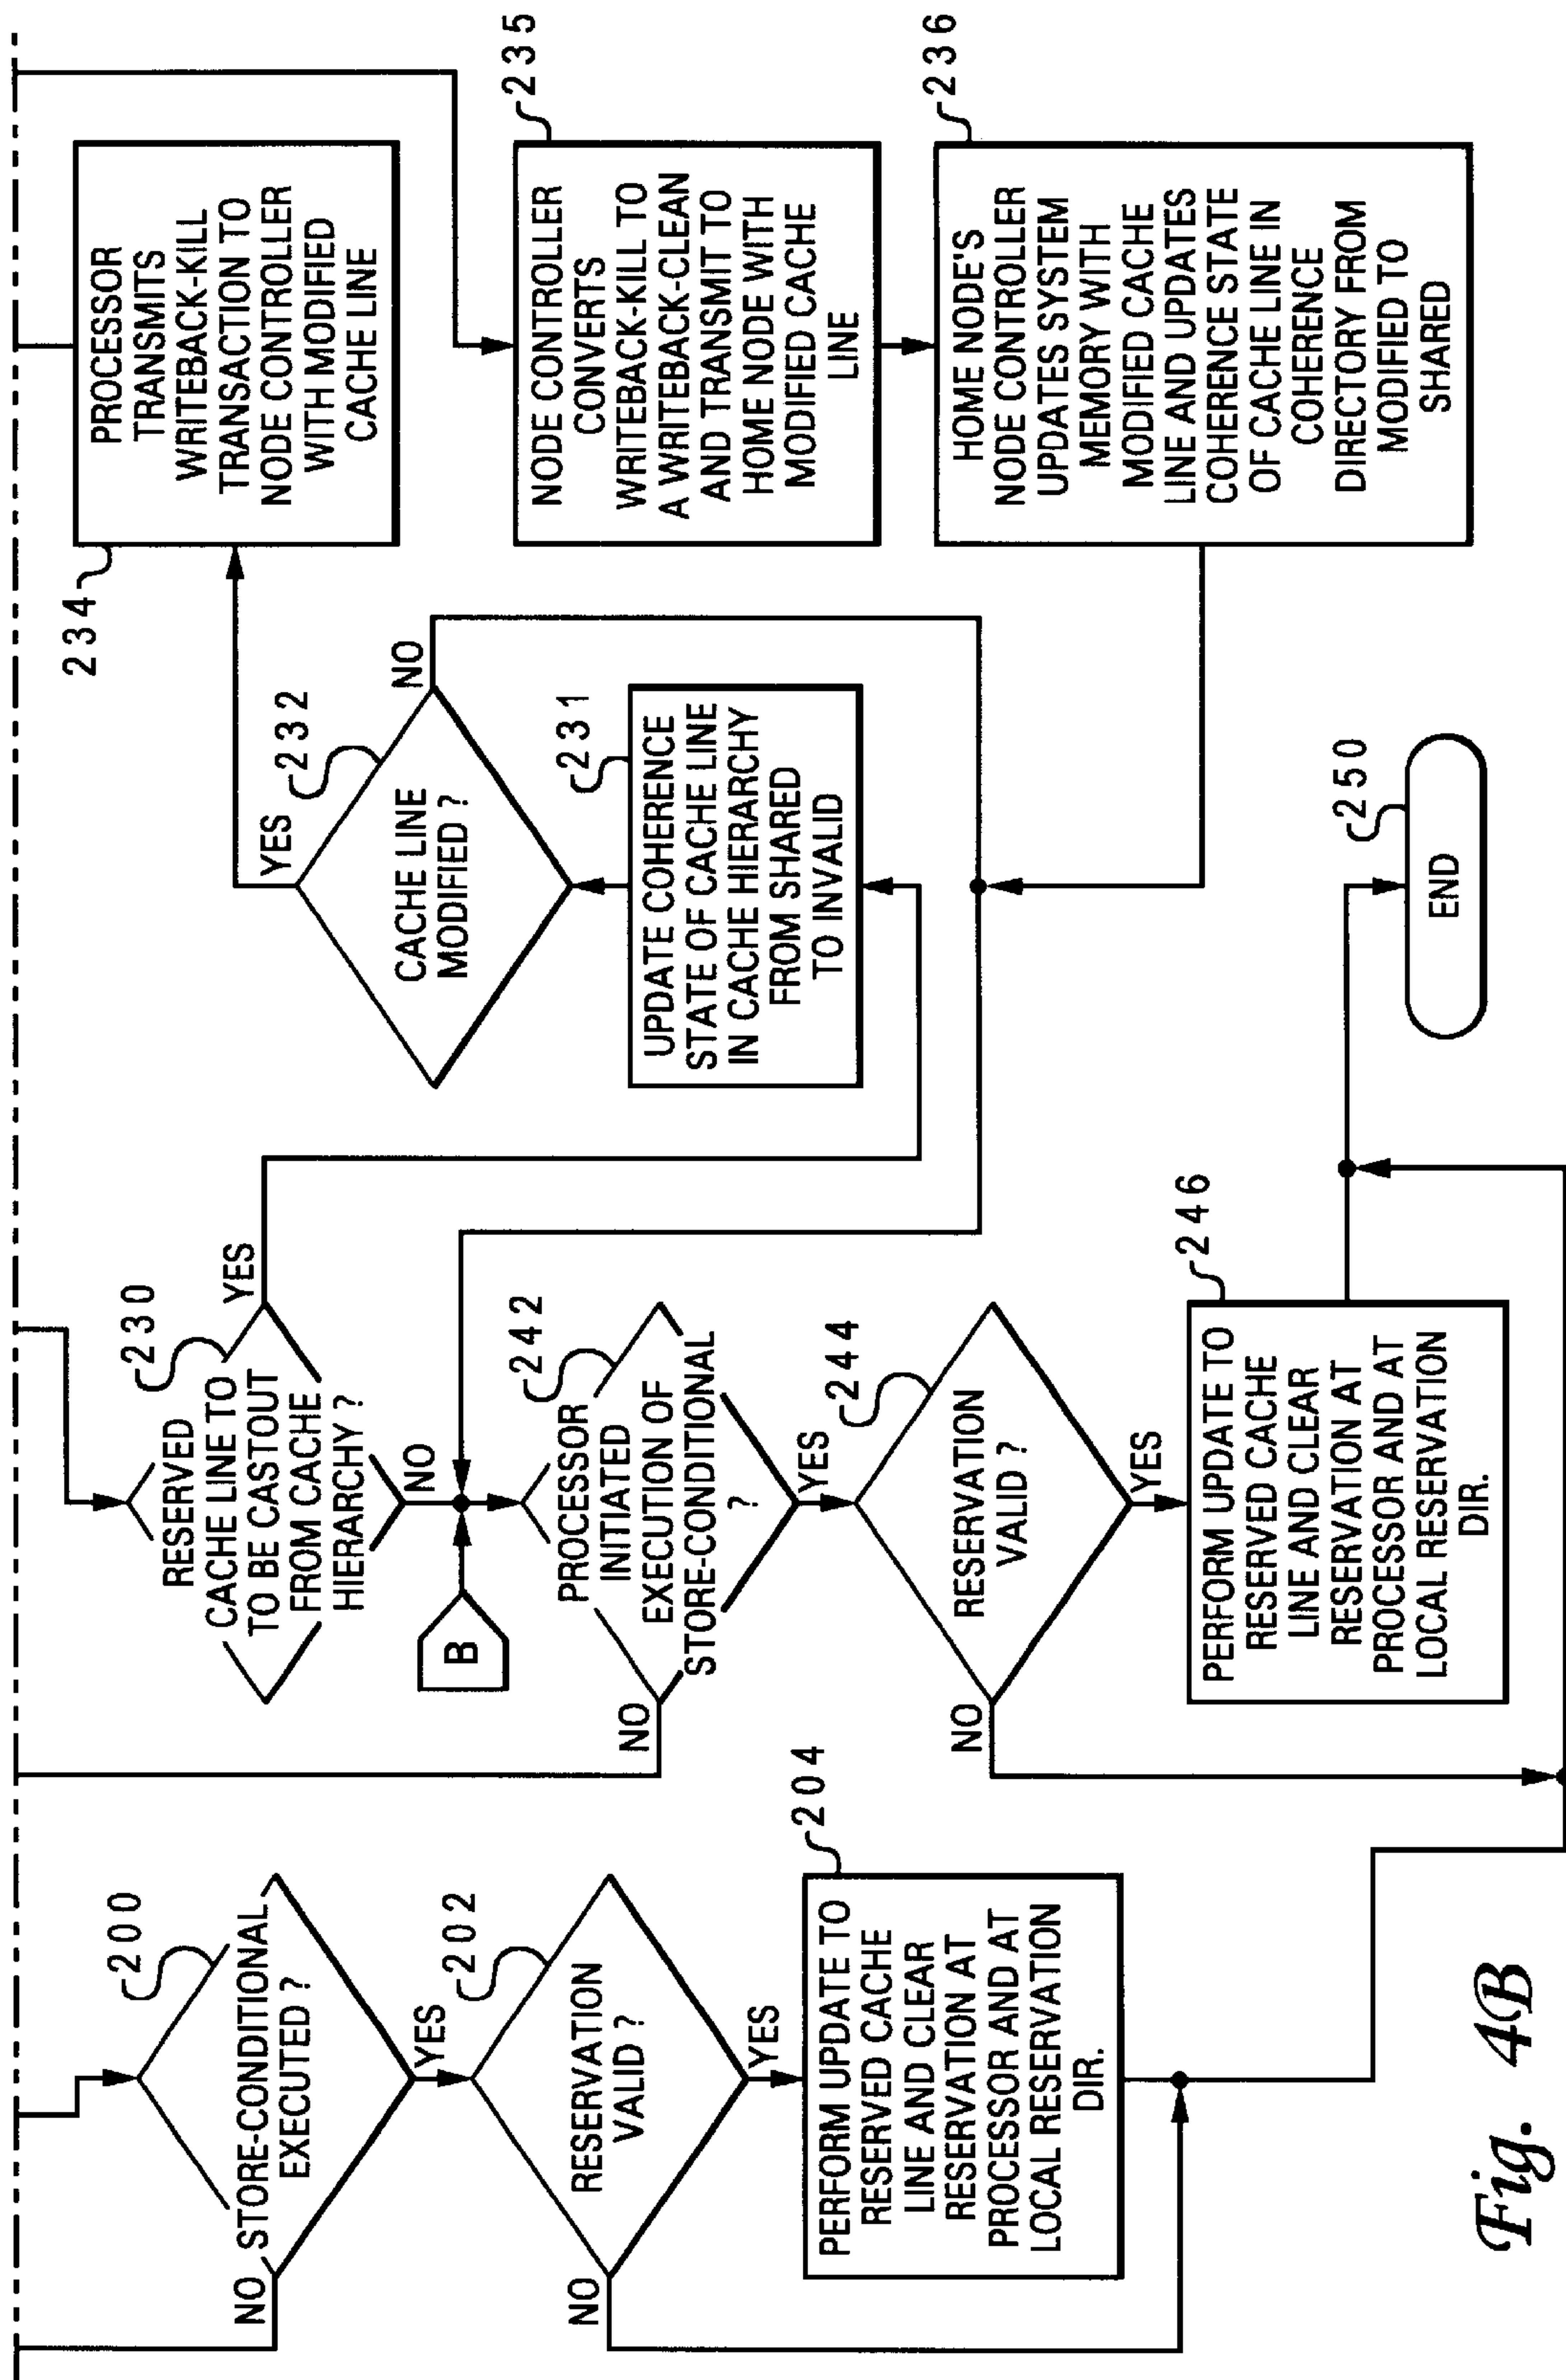 200
STORE-CONDITIONAL
EXECUTED ?
NO
YES
202
RESERVATION
VALID ?
NO
YES
204
PERFORM UPDATE TO
RESERVED CACHE
LINE AND CLEAR
RESERVATION AT
PROCESSOR AND AT
LOCAL RESERVATION
DIR.
230
RESERVED
CACHE LINE TO
TO BE CASTOUT
FROM CACHE
HIERARCHY ?
YES
NO
B
242
PROCESSOR
INITIATED
EXECUTION OF
STORE-CONDITIONAL
?
NO
YES
244
RESERVATION
VALID ?
NO
YES
246
PERFORM UPDATE TO
RESERVED CACHE
LINE AND CLEAR
RESERVATION AT
PROCESSOR AND AT
LOCAL RESERVATION
DIR.
232
YES
CACHE LINE
MODIFIED ?
NO
231
UPDATE COHERENCE
STATE OF CACHE LINE
IN CACHE HIERARCHY
FROM SHARED
TO INVALID
250
END
234
PROCESSOR
TRANSMITS
WRITEBACK-KILL
TRANSACTION TO
NODE CONTROLLER
WITH MODIFIED
CACHE LINE
235
NODE CONTROLLER
CONVERTS
WRITEBACK-KILL TO
A WRITEBACK-CLEAN
AND TRANSMIT TO
HOME NODE WITH
MODIFIED CACHE
LINE
236
HOME NODE'S
NODE CONTROLLER
UPDATES SYSTEM
MEMORY WITH
MODIFIED CACHE
LINE AND UPDATES
COHERENCE STATE
OF CACHE LINE IN
COHERENCE
DIRECTORY FROM
MODIFIED TO
SHARED
Fig. 4B